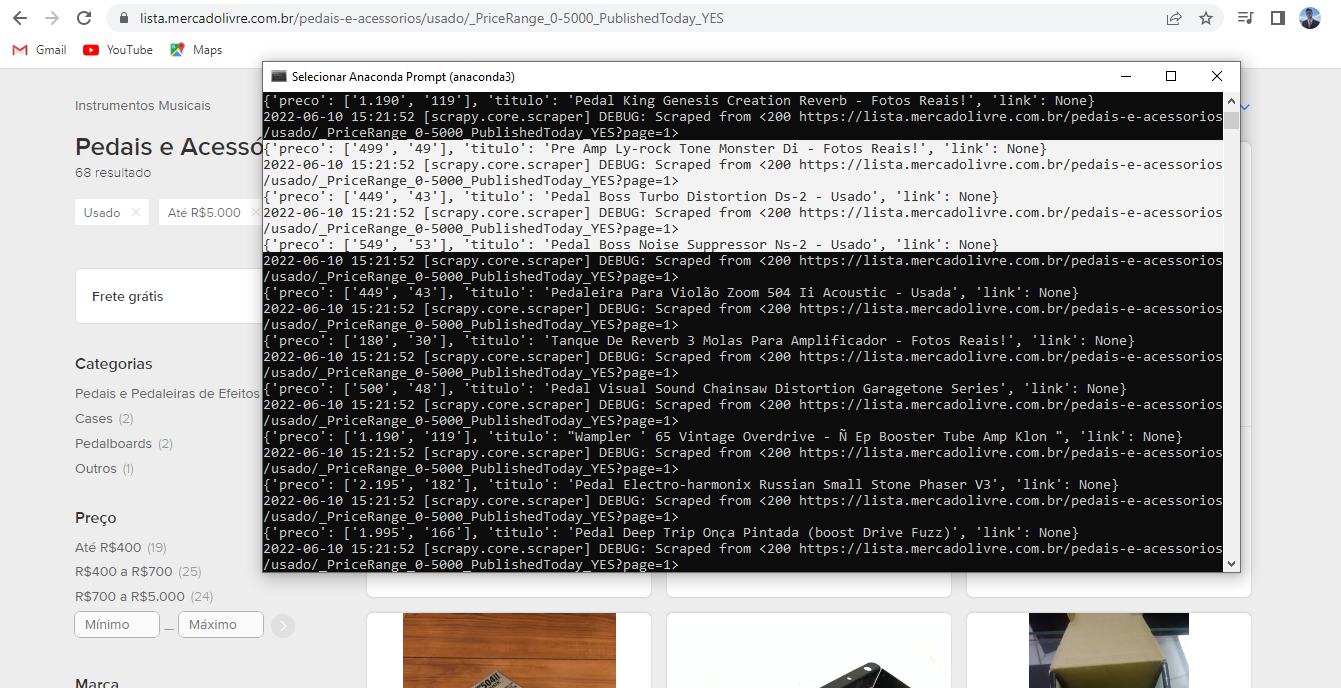 lista.mercadolivre.com.br/pedais-e-acessorios/usado/_PriceRange_0-5000_PublishedToday_YES
Gmail
YouTube
Maps
Instrumentos Musicais
Pedais e Acessó
68 resultado
Usado
Até R$5.000
Frete grátis
Categorias
Pedais e Pedaleiras de Efeitos
Cases (2)
Pedalboards (2)
Outros (1)
Preço
Até R$400 (19)
R$400 a R$700 (25)
R$700 a R$5.000 (24)
Mínimo
Máximo
Marca
Selecionar Anaconda Prompt (anaconda3)
{'preco': ['1.190', '119'], 'titulo': 'Pedal King Genesis Creation Reverb - Fotos Reais!', 'link': None}
2022-06-10 15:21:52 [scrapy.core.scraper] DEBUG: Scraped from <200 https://lista.mercadolivre.com.br/pedais-e-acessorios
/usado/_PriceRange_0-5000_PublishedToday_YES?page=1>
{'preco': ['499', '49'], 'titulo': 'Pre Amp Ly-rock Tone Monster Di - Fotos Reais!', 'link': None}
2022-06-10 15:21:52 [scrapy.core.scraper] DEBUG: Scraped from <200 https://lista.mercadolivre.com.br/pedais-e-acessorios
/usado/_PriceRange_0-5000_PublishedToday_YES?page=1>
{'preco': ['449', '43'], 'titulo': 'Pedal Boss Turbo Distortion Ds-2 - Usado', 'link': None}
2022-06-10 15:21:52 [scrapy.core.scraper] DEBUG: Scraped from <200 https://lista.mercadolivre.com.br/pedais-e-acessorios
/usado/_PriceRange_0-5000_PublishedToday_YES?page=1>
{'preco': ['549', '53'], 'titulo': 'Pedal Boss Noise Suppressor Ns-2 - Usado', 'link': None}
2022-06-10 15:21:52 [scrapy.core.scraper] DEBUG: Scraped from <200 https://lista.mercadolivre.com.br/pedais-e-acessorios
/usado/_PriceRange_0-5000_PublishedToday_YES?page=1>
{'preco': ['449', '43'], 'titulo': 'Pedaleira Para Violão Zoom 504 Ii Acoustic - Usada', 'link': None}
2022-06-10 15:21:52 [scrapy.core.scraper] DEBUG: Scraped from <200 https://lista.mercadolivre.com.br/pedais-e-acessorios
/usado/_PriceRange_0-5000_PublishedToday_YES?page=1>
{'preco': ['180', '30'], 'titulo': 'Tanque De Reverb 3 Molas Para Amplificador - Fotos Reais!', 'link': None}
2022-06-10 15:21:52 [scrapy.core.scraper] DEBUG: Scraped from <200 https://lista.mercadolivre.com.br/pedais-e-acessorios
/usado/_PriceRange_0-5000_PublishedToday_YES?page=1>
{'preco': ['500', '48'], 'titulo': 'Pedal Visual Sound Chainsaw Distortion Garagetone Series', 'link': None}
2022-06-10 15:21:52 [scrapy.core.scraper] DEBUG: Scraped from <200 https://lista.mercadolivre.com.br/pedais-e-acessorios
/usado/_PriceRange_0-5000_PublishedToday_YES?page=1>
{'preco': ['1.190', '119'], 'titulo': "Wampler ' 65 Vintage Overdrive - Ñ Ep Booster Tube Amp Klon ", 'link': None}
2022-06-10 15:21:52 [scrapy.core.scraper] DEBUG: Scraped from <200 https://lista.mercadolivre.com.br/pedais-e-acessorios
/usado/_PriceRange_0-5000_PublishedToday_YES?page=1>
{'preco': ['2.195', '182'], 'titulo': 'Pedal Electro-harmonix Russian Small Stone Phaser V3', 'link': None}
2022-06-10 15:21:52 [scrapy.core.scraper] DEBUG: Scraped from <200 https://lista.mercadolivre.com.br/pedais-e-acessorios
/usado/_PriceRange_0-5000_PublishedToday_YES?page=1>
{'preco': ['1.995', '166'], 'titulo': 'Pedal Deep Trip Onça Pintada (boost Drive Fuzz)', 'link': None}
2022-06-10 15:21:52 [scrapy.core.scraper] DEBUG: Scraped from <200 https://lista.mercadolivre.com.br/pedais-e-acessorios
/usado/_PriceRange_0-5000_PublishedToday_YES?page=1>